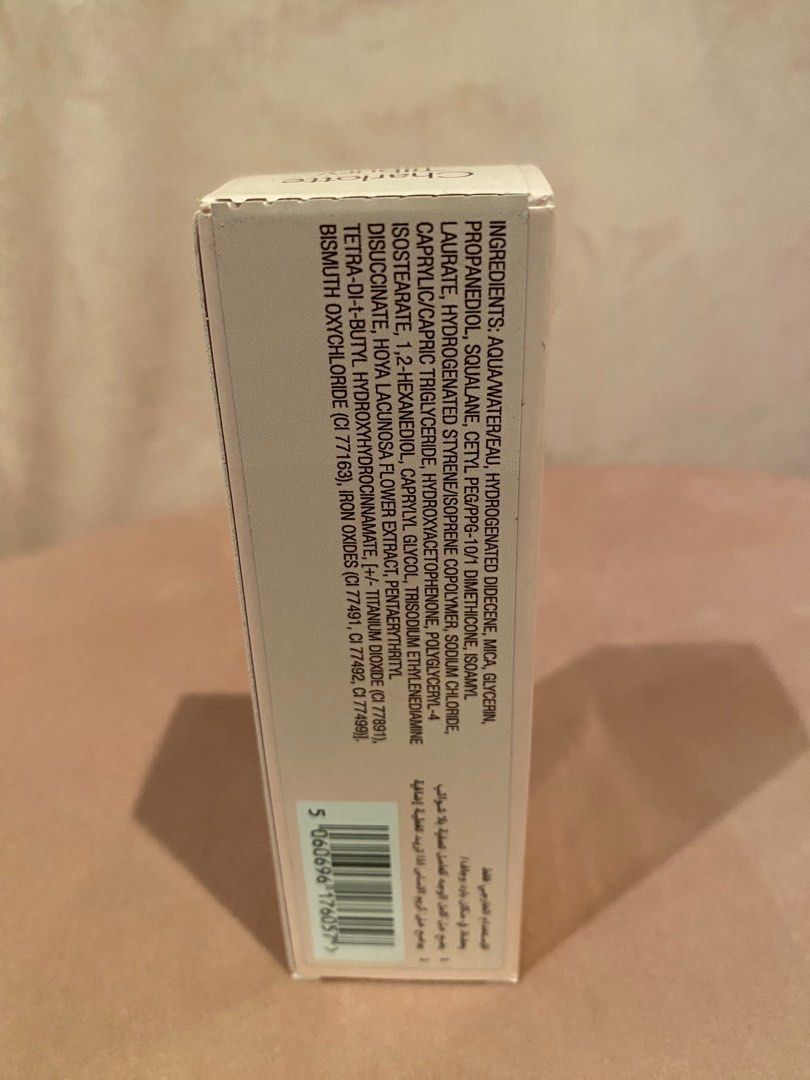 Charlotte
INGREDIENTS: AQUA/WATER/EAU, HYDROGENATED DIDECENE, MICA, GLYCERIN,
PROPANEDIOL, SQUALANE, CETYL PEG/PPG-10/1 DIMETHICONE, ISOAMYL
LAURATE, HYDROGENATED STYRENE/ISOPRENE COPOLYMER, SODIUM CHLORIDE,
CAPRYLIC/CAPRIC TRIGLYCERIDE, HYDROXYACETOPHENONE, POLYGLYCERYL-4
ISOSTEARATE, 1,2-HEXANEDIOL, CAPRYLYL GLYCOL, TRISODIUM ETHYLENEDIAMINE
DISUCCINATE, HOYA LACUNOSA FLOWER EXTRACT, PENTAERYTHRITYL
TETRA-DI-t-BUTYL HYDROXYHYDROCINNAMATE, [+/- TITANIUM DIOXIDE (CI 77891),
BISMUTH OXYCHLORIDE (CI 77163), IRON OXIDES (CI 77491, CI 77492, CI 77499)].
5 060696 176057 >